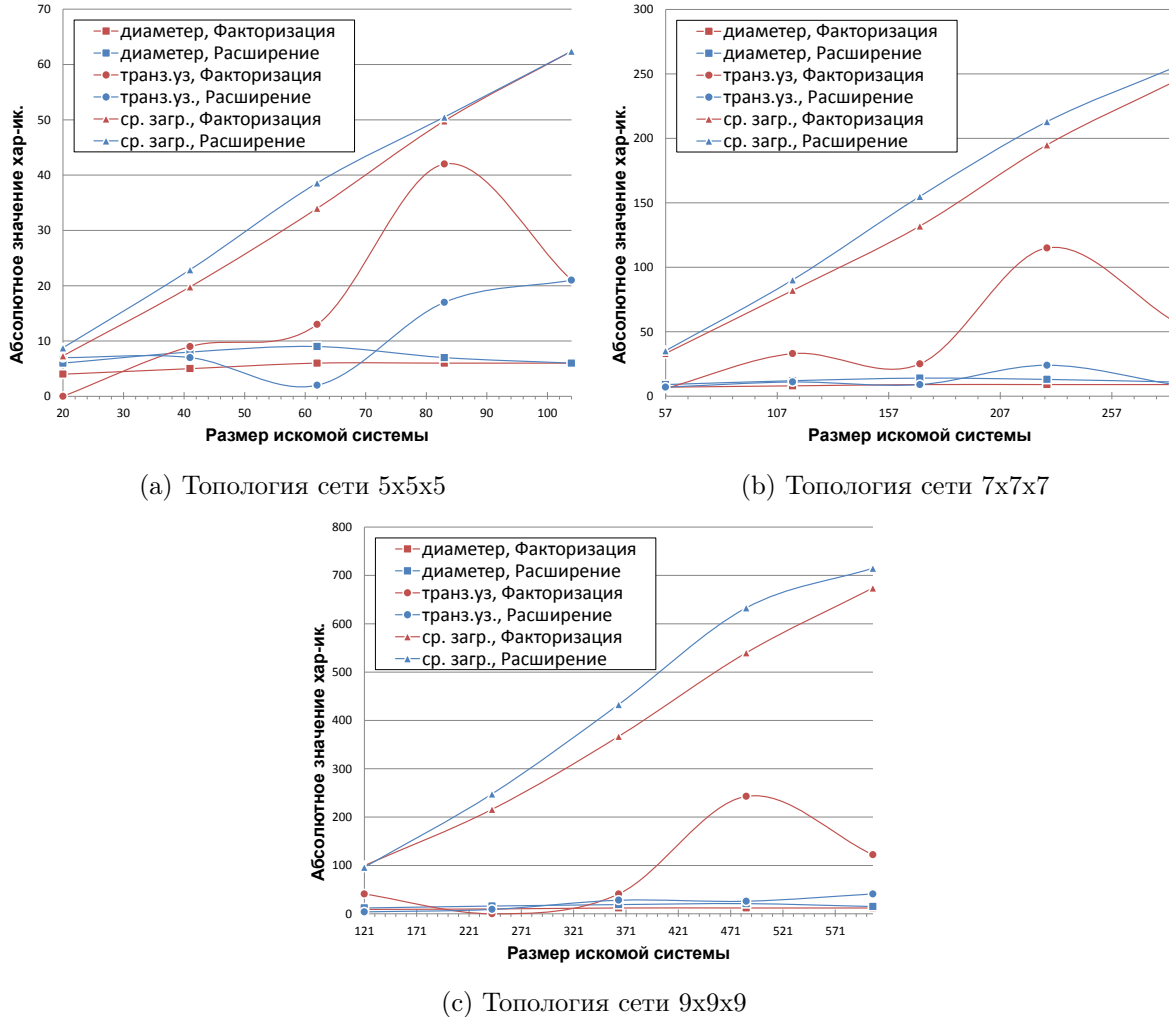 70
60
50
40
30
20
10
0
Абсолютное значение хар-ик.
диаметер, Факторизация
диаметер, Расширение
транз.уз, Факторизация
транз.уз., Расширение
ср. загр., Факторизация
ср. загр., Расширение
20 30 40 50 60 70 80 90 100
Размер искомой системы
(a) Топология сети 5x5x5
300
250
200
150
100
50
0
Абсолютное значение хар-ик.
диаметер, Факторизация
диаметер, Расширение
транз.уз, Факторизация
транз.уз., Расширение
ср. загр., Факторизация
ср. загр., Расширение
57 107 157 207 257
Размер искомой системы
(b) Топология сети 7x7x7
800
700
600
500
400
300
200
100
0
Абсолютное значение хар-ик.
диаметер, Факторизация
диаметер, Расширение
транз.уз, Факторизация
транз.уз., Расширение
ср. загр., Факторизация
ср. загр., Расширение
121 171 221 271 321 371 421 471 521 571
Размер искомой системы
(c) Топология сети 9x9x9